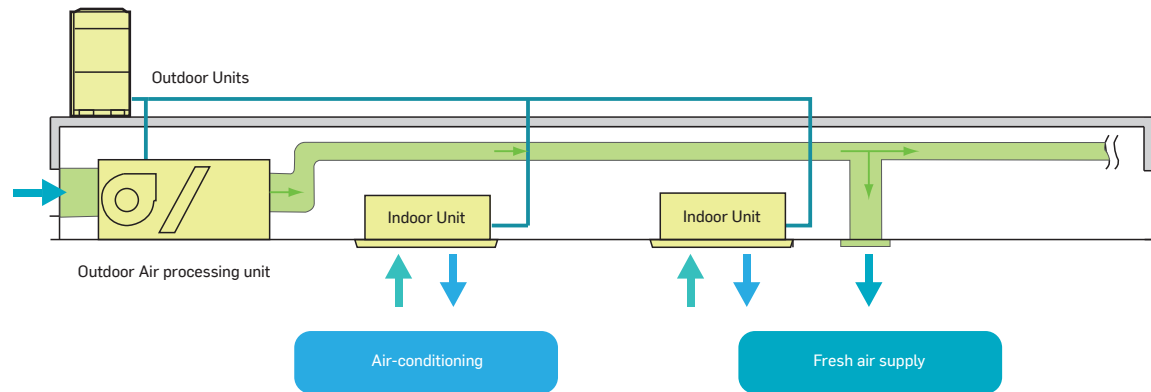 Outdoor Units
Indoor Unit
Indoor Unit
Outdoor Air processing unit
Air-conditioning
Fresh air supply